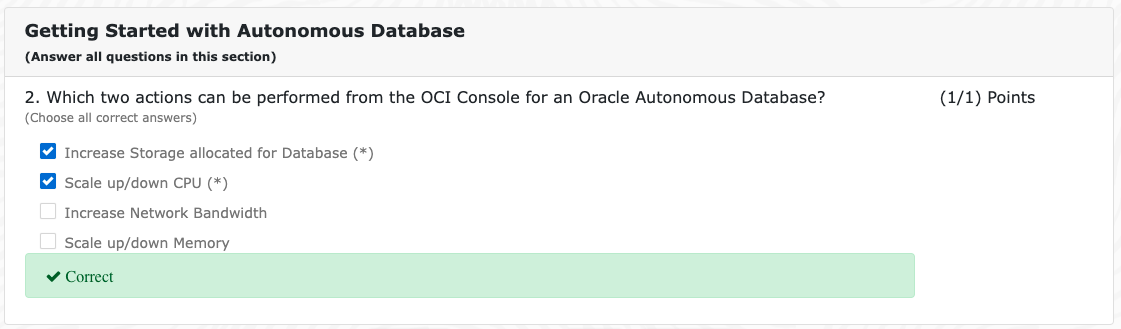 Getting Started with Autonomous Database
(Answer all questions in this section)
2. Which two actions can be performed from the OCI Console for an Oracle Autonomous Database? (1/1) Points
(Choose all correct answers)
Increase Storage allocated for Database (*)
Scale up/down CPU (*)
Increase Network Bandwidth
Scale up/down Memory
Correct